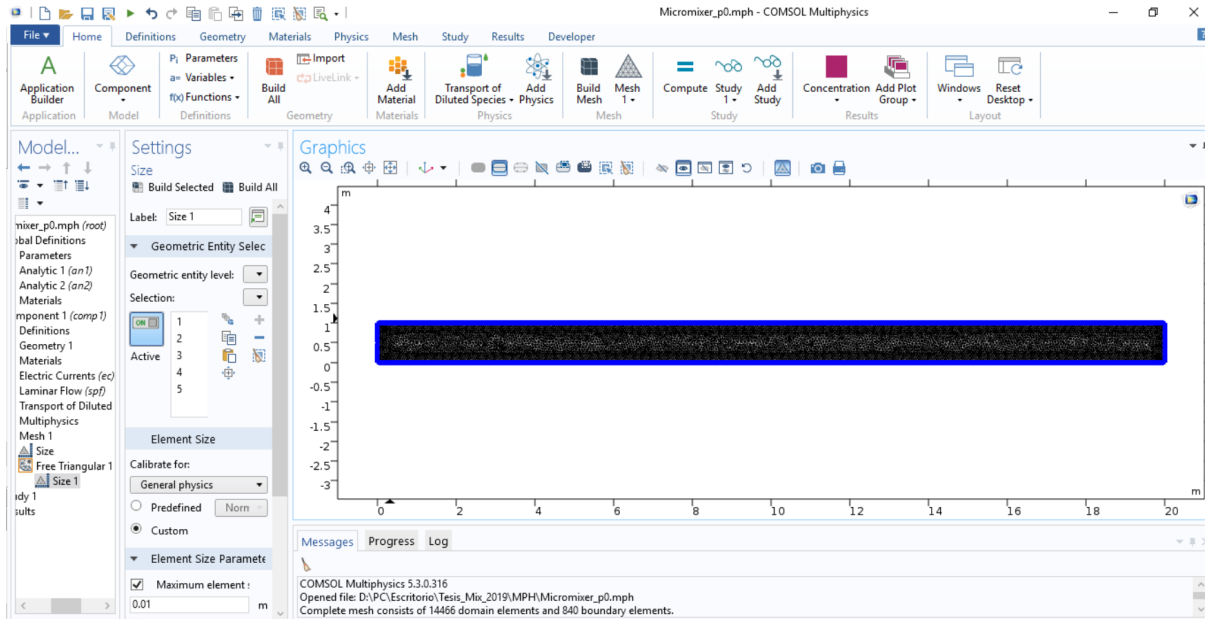 Micromixer_p0.mph - COMSOL Multiphysics
File Home Definitions Geometry Materials Physics Mesh Study Results Developer
A Application Builder
Component
Pi Parameters
a= Variables
f(x) Functions
Build All
Import
LiveLink
Add Material
Transport of Diluted Species
Add Physics
Build Mesh
Mesh 1
Compute
Study 1
Add Study
Concentration
Add Plot Group
Windows
Reset Desktop
Application Model Definitions Geometry Materials Physics Mesh Study Results Layout
Model...
nixer_p0.mph (root)
bal Definitions
Parameters
Analytic 1 (an1)
Analytic 2 (an2)
Materials
mponent 1 (comp1)
Definitions
Geometry 1
Materials
Electric Currents (ec)
Laminar Flow (spf)
Transport of Diluted
Multiphysics
Mesh 1
Size
Free Triangular 1
Size 1
dy 1
sults
Settings
Size
Build Selected Build All
Label: Size 1
Geometric Entity Selec
Geometric entity level:
Selection:
ON
Active
1
2
3
4
5
Element Size
Calibrate for:
General physics
Predefined Norn
Custom
Element Size Paramete
Maximum element s
0.01 m
Graphics
m
4
3.5
3
2.5
2
1.5
1
0.5
0
-0.5
-1
-1.5
-2
-2.5
-3
m
0 2 4 6 8 10 12 14 16 18 20
Messages Progress Log
COMSOL Multiphysics 5.3.0.316
Opened file: D:\PC\Escritorio\Tesis_Mix_2019\MPH\Micromixer_p0.mph
Complete mesh consists of 14466 domain elements and 840 boundary elements.